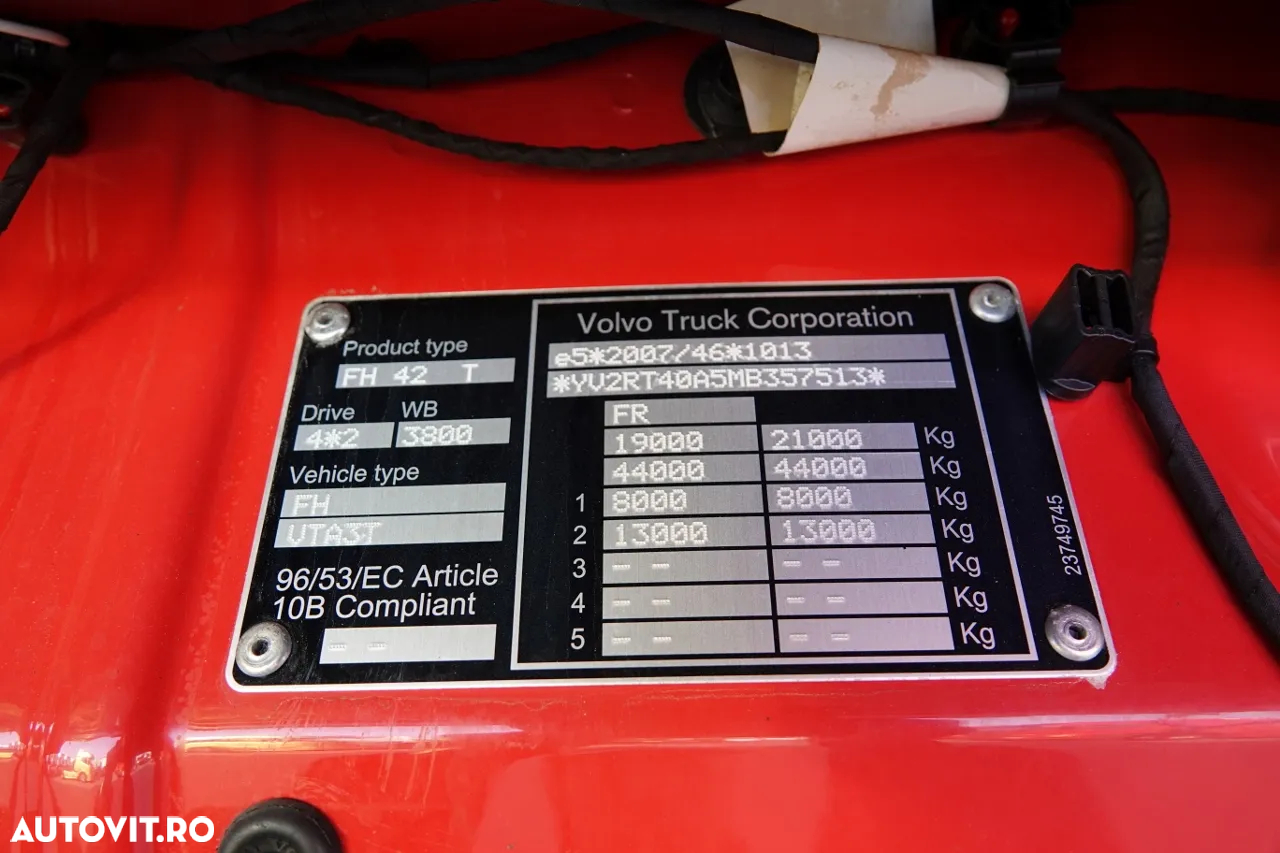 Volvo Truck Corporation
Product type
FH 42 T
e5*2007/46*1013
*YV2RT40A5MB357513*
Drive WB
4*2 3800
FR
19000 21000 Kg
44000 44000 Kg
Vehicle type
FH
VTA3T
1 8000 8000 Kg
2 13000 13000 Kg
3 - - - - Kg
4 - - - - Kg
5 - - - - Kg
96/53/EC Article
10B Compliant
- -
23749745
AUTOVIT.RO